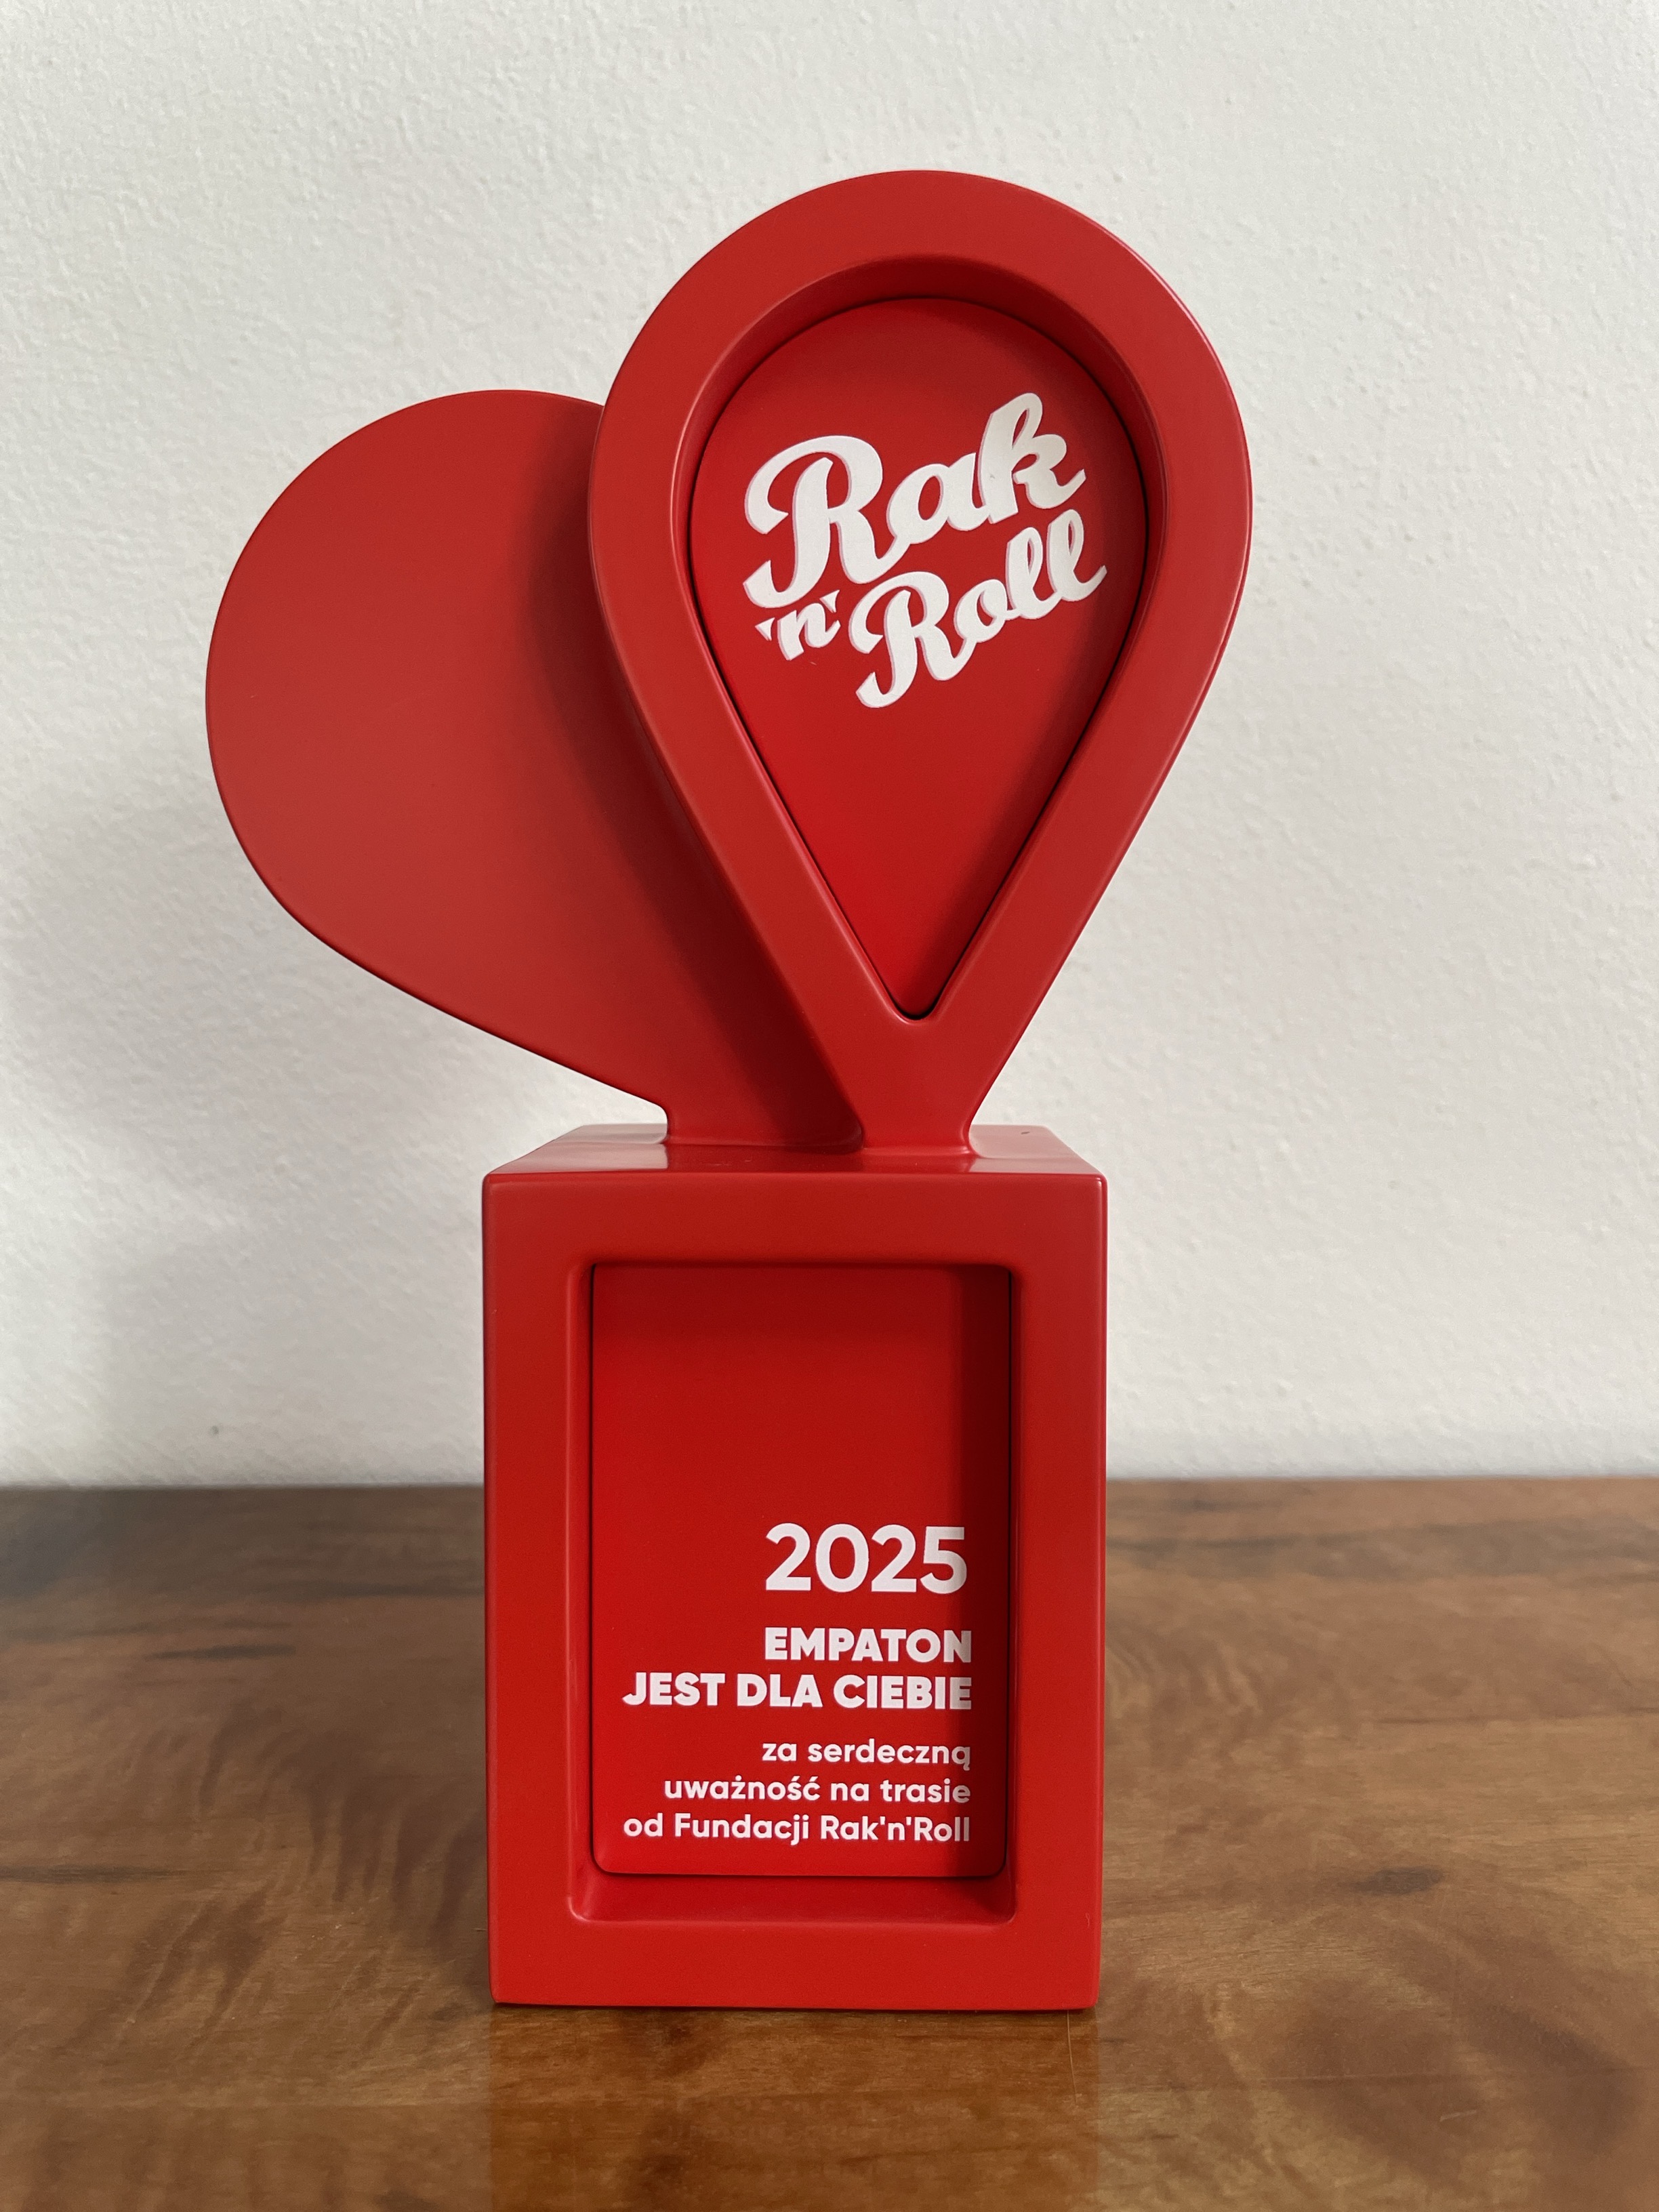 Rak
'n' Roll
2025
EMPATON
JEST DLA CIEBIE
za serdeczną
uważność na trasie
od Fundacji Rak'n'Roll